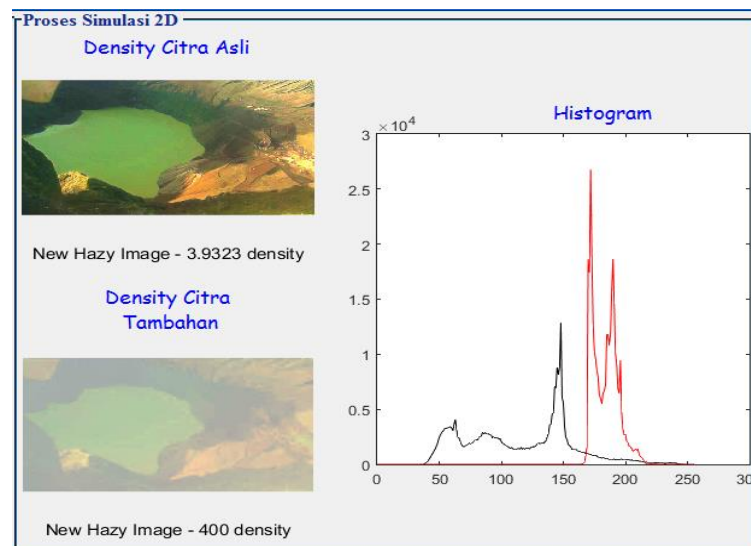 Proses Simulasi 2D
Density Citra Asli
New Hazy Image - 3.9323 density
Density Citra
Tambahan
New Hazy Image - 400 density
Histogram
×10⁴
3
2.5
2
1.5
1
0.5
0
0 50 100 150 200 250 300